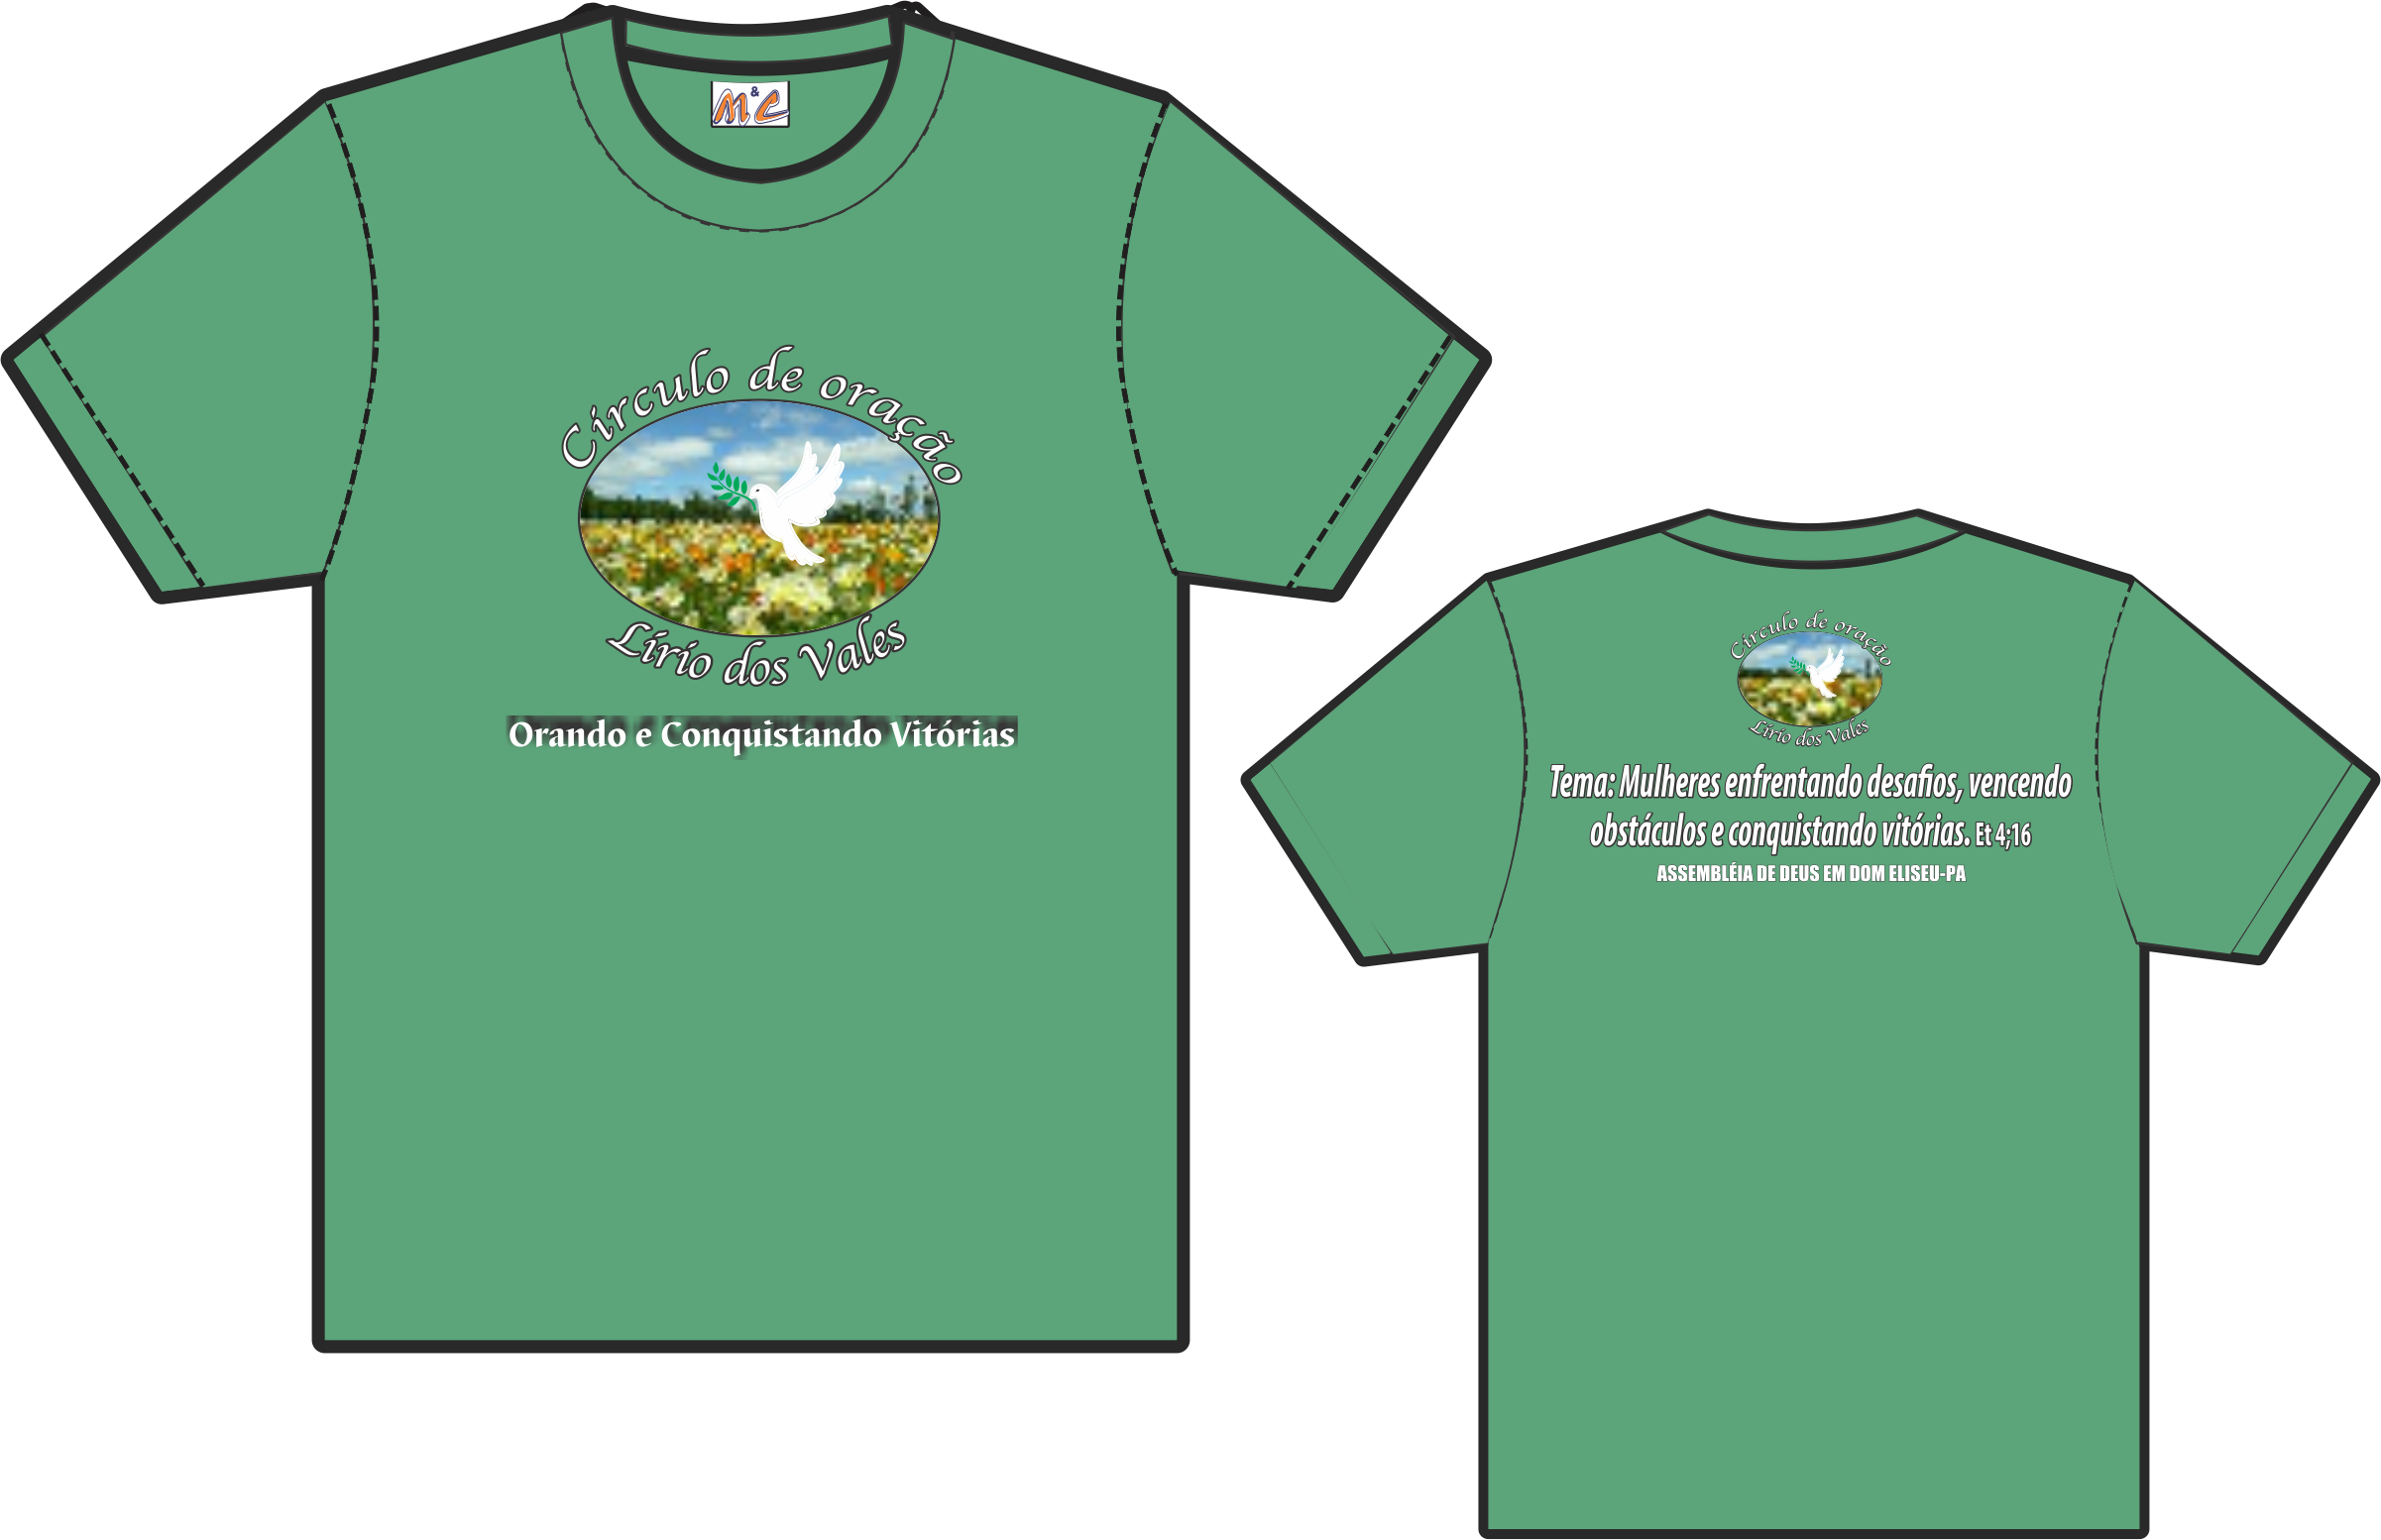 M&C
Círculo de oração
Lírio dos Vales
Orando e Conquistando Vitórias
Círculo de oração
Lírio dos Vales
Tema: Mulheres enfrentando desafios, vencendo
obstáculos e conquistando vitórias. Et 4;16
ASSEMBLÉIA DE DEUS EM DOM ELISEU-PA